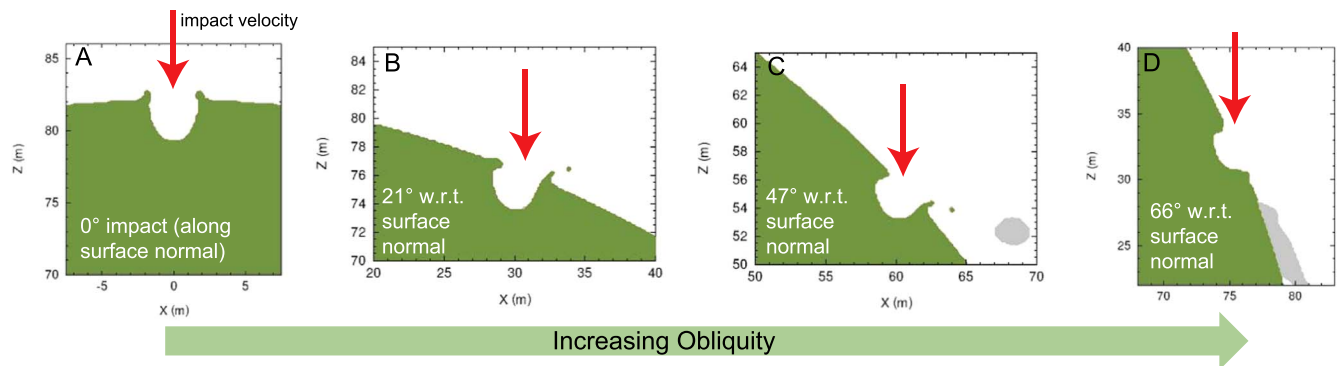 impact velocity
A
85
80
75
70
Z (m)
-5
0
5
X (m)
0° impact (along
surface normal)
B
84
82
80
78
76
74
72
70
Z (m)
20
25
30
35
40
X (m)
21° w.r.t.
surface
normal
C
64
62
60
58
56
54
52
50
Z (m)
50
55
60
65
70
X (m)
47° w.r.t.
surface
normal
D
40
35
30
25
Z (m)
70
75
80
X (m)
66° w.r.t.
surface
normal
Increasing Obliquity